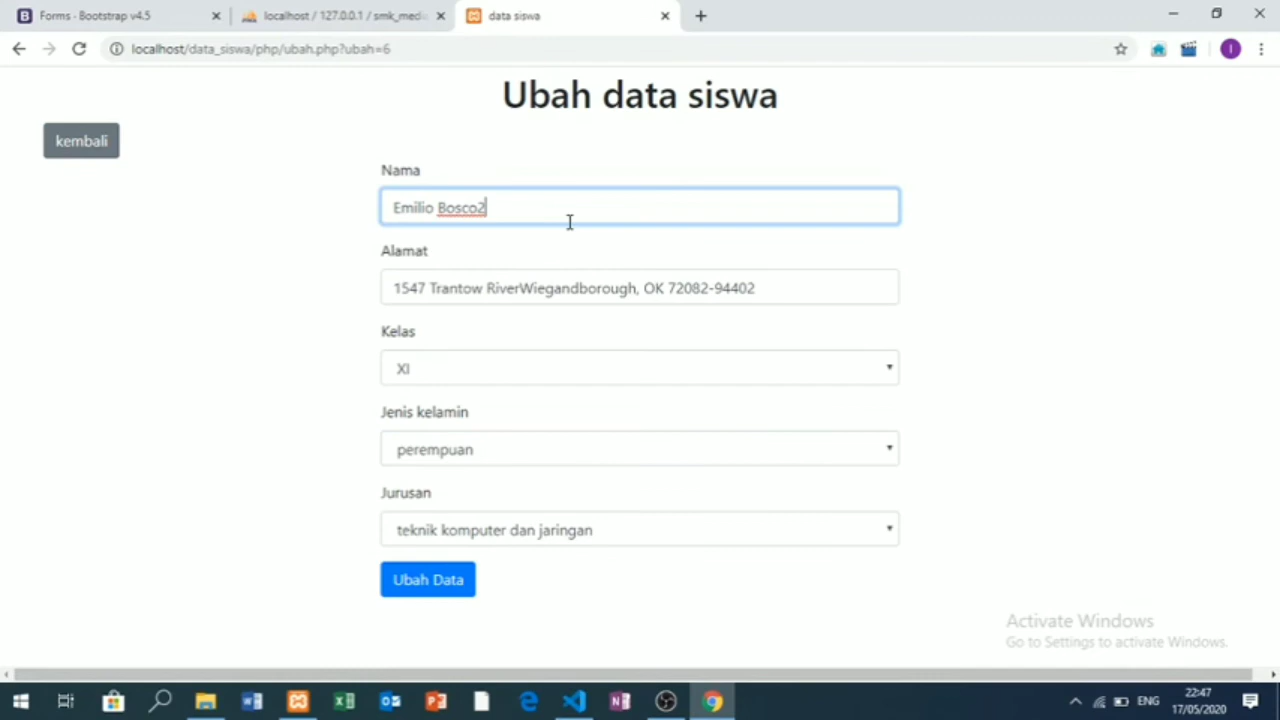 Forms · Bootstrap v4.5
localhost / 127.0.0.1 / smk_medi
data siswa
localhost/data_siswa/php/ubah.php?ubah=6
I
Ubah data siswa
kembali
Nama
Emilio Bosco2
Alamat
1547 Trantow RiverWiegandborough, OK 72082-94402
Kelas
XI
Jenis kelamin
perempuan
Jurusan
teknik komputer dan jaringan
Ubah Data
Activate Windows
Go to Settings to activate Windows.
ENG
22:47
17/05/2020